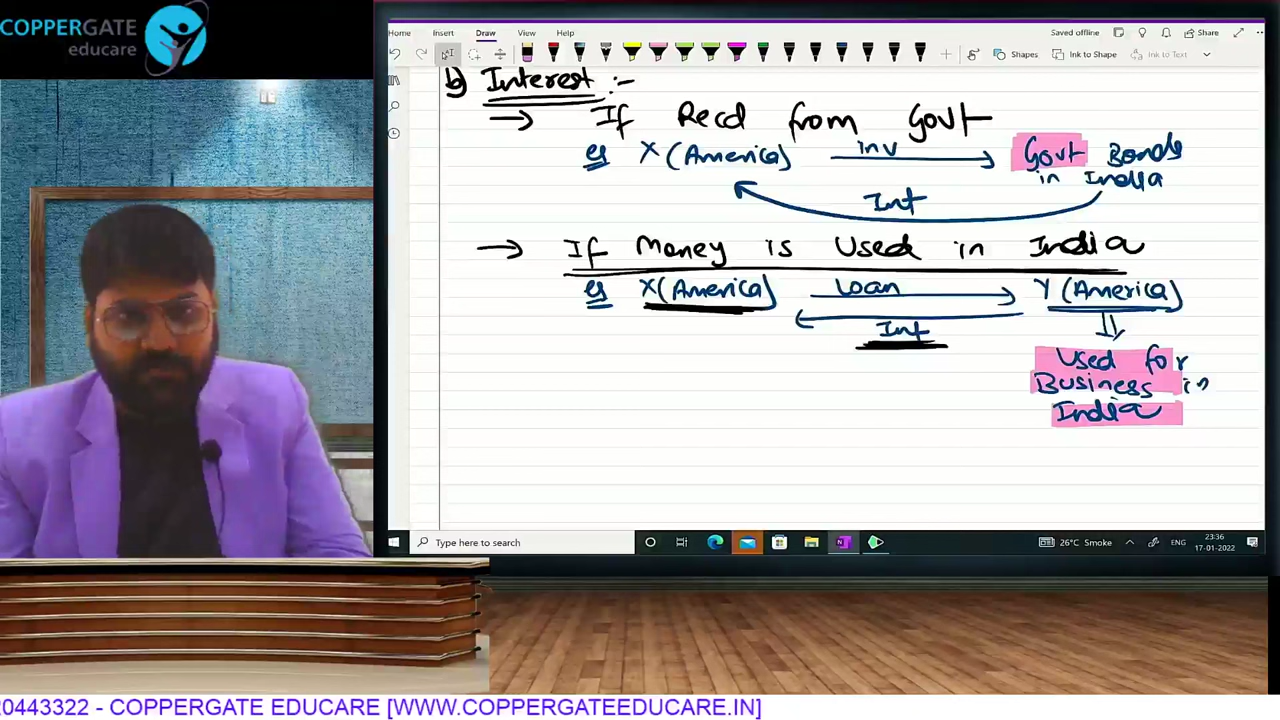 COPPERGATE
educare
Home Insert Draw View Help
Saved offline
Share
Shapes
Ink to Shape
Ink to Text
b) Interest :-
→ If Recd from Govt
eg X (America) inv → Govt Bonds
in India
Int
→ If Money is Used in India
eg X (America) Loan → Y (America)
Int
Used for
Business in
India
Type here to search
26°C Smoke
ENG
23:36
17-01-2022
20443322 - COPPERGATE EDUCARE [WWW.COPPERGATEEDUCARE.IN]